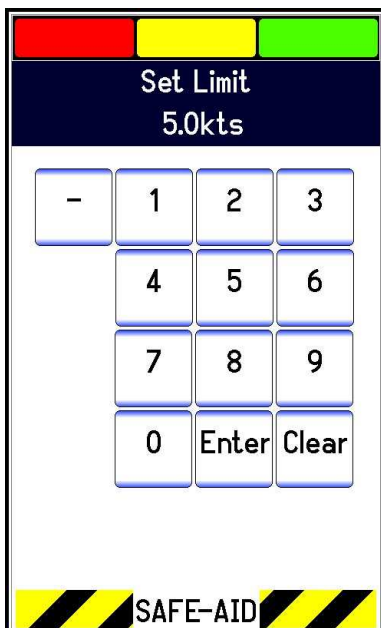 Set Limit
5.0kts
- 1 2 3
4 5 6
7 8 9
0 Enter Clear
SAFE-AID